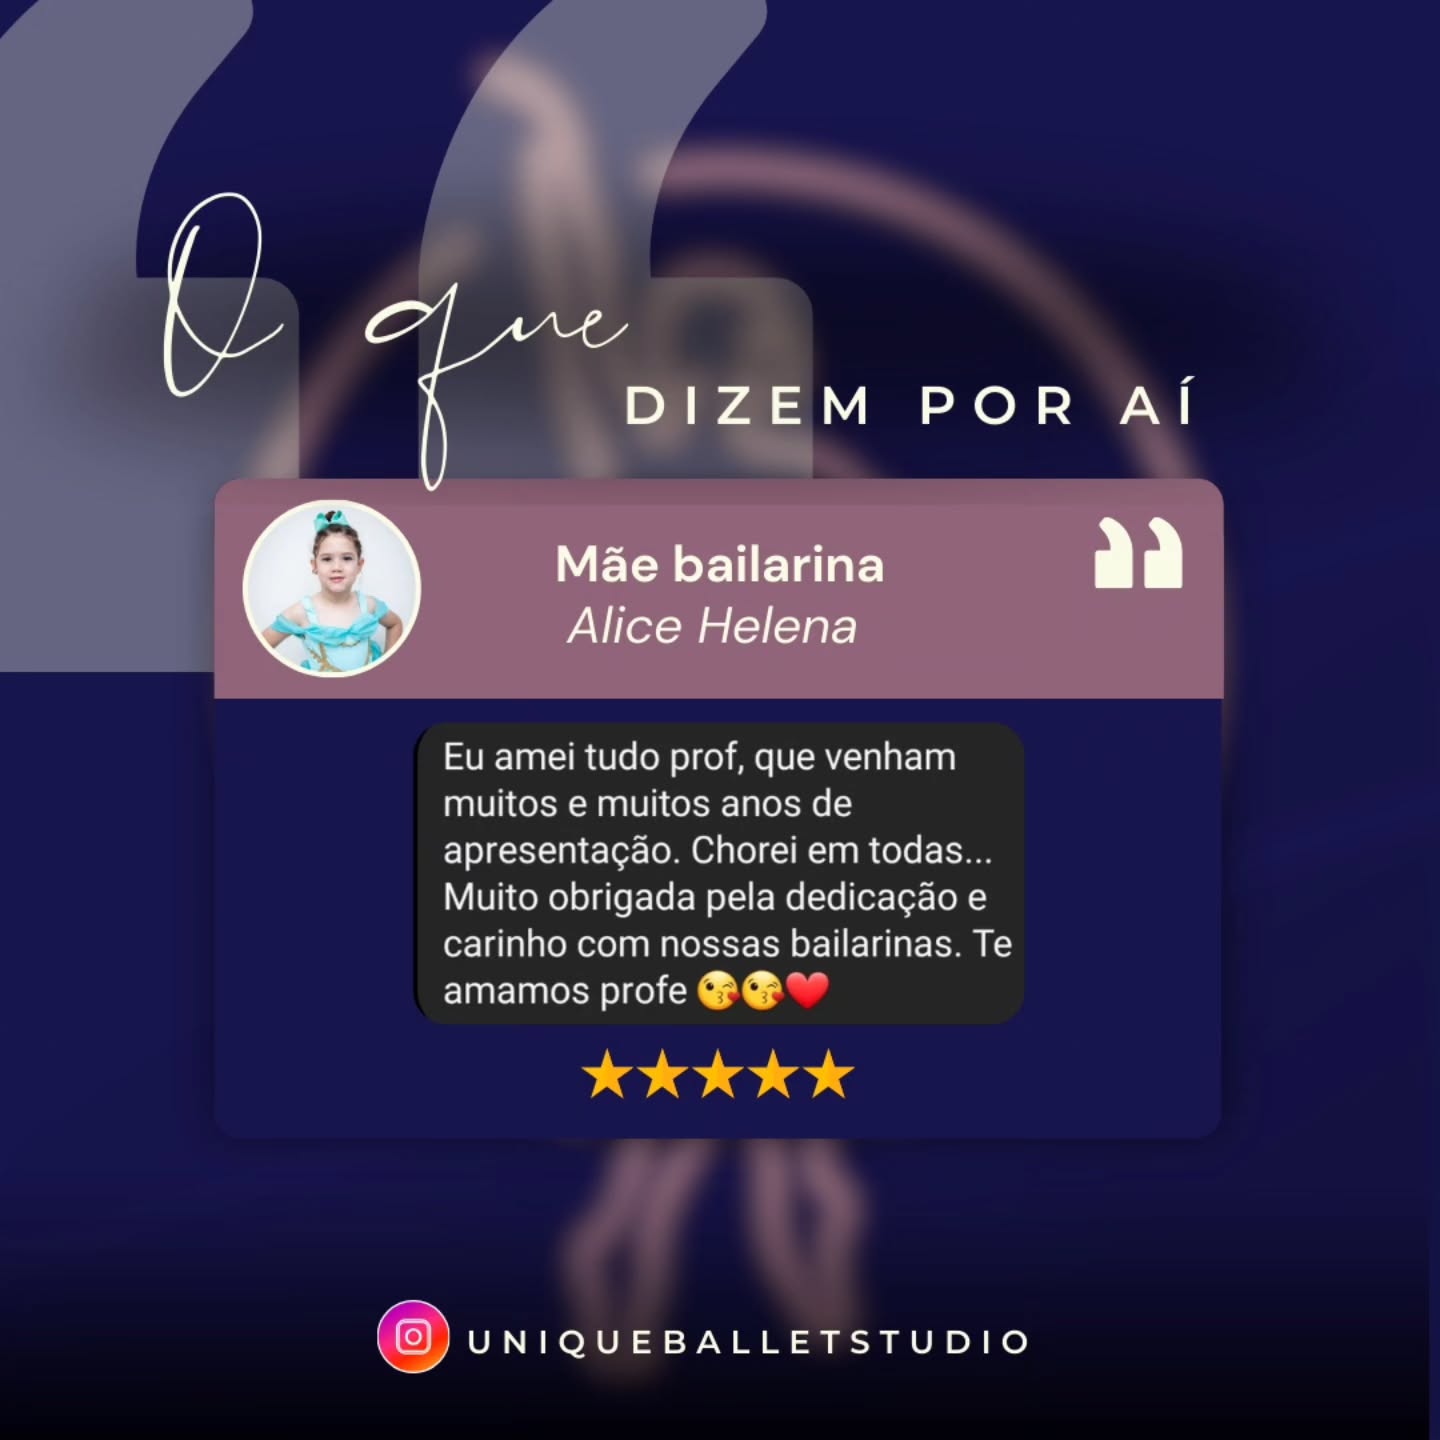 O que
DIZEM POR AÍ
Mãe bailarina
Alice Helena
Eu amei tudo prof, que venham
muitos e muitos anos de
apresentação. Chorei em todas...
Muito obrigada pela dedicação e
carinho com nossas bailarinas. Te
amamos profe 😘😘❤️
UNIQUEBALLETSTUDIO